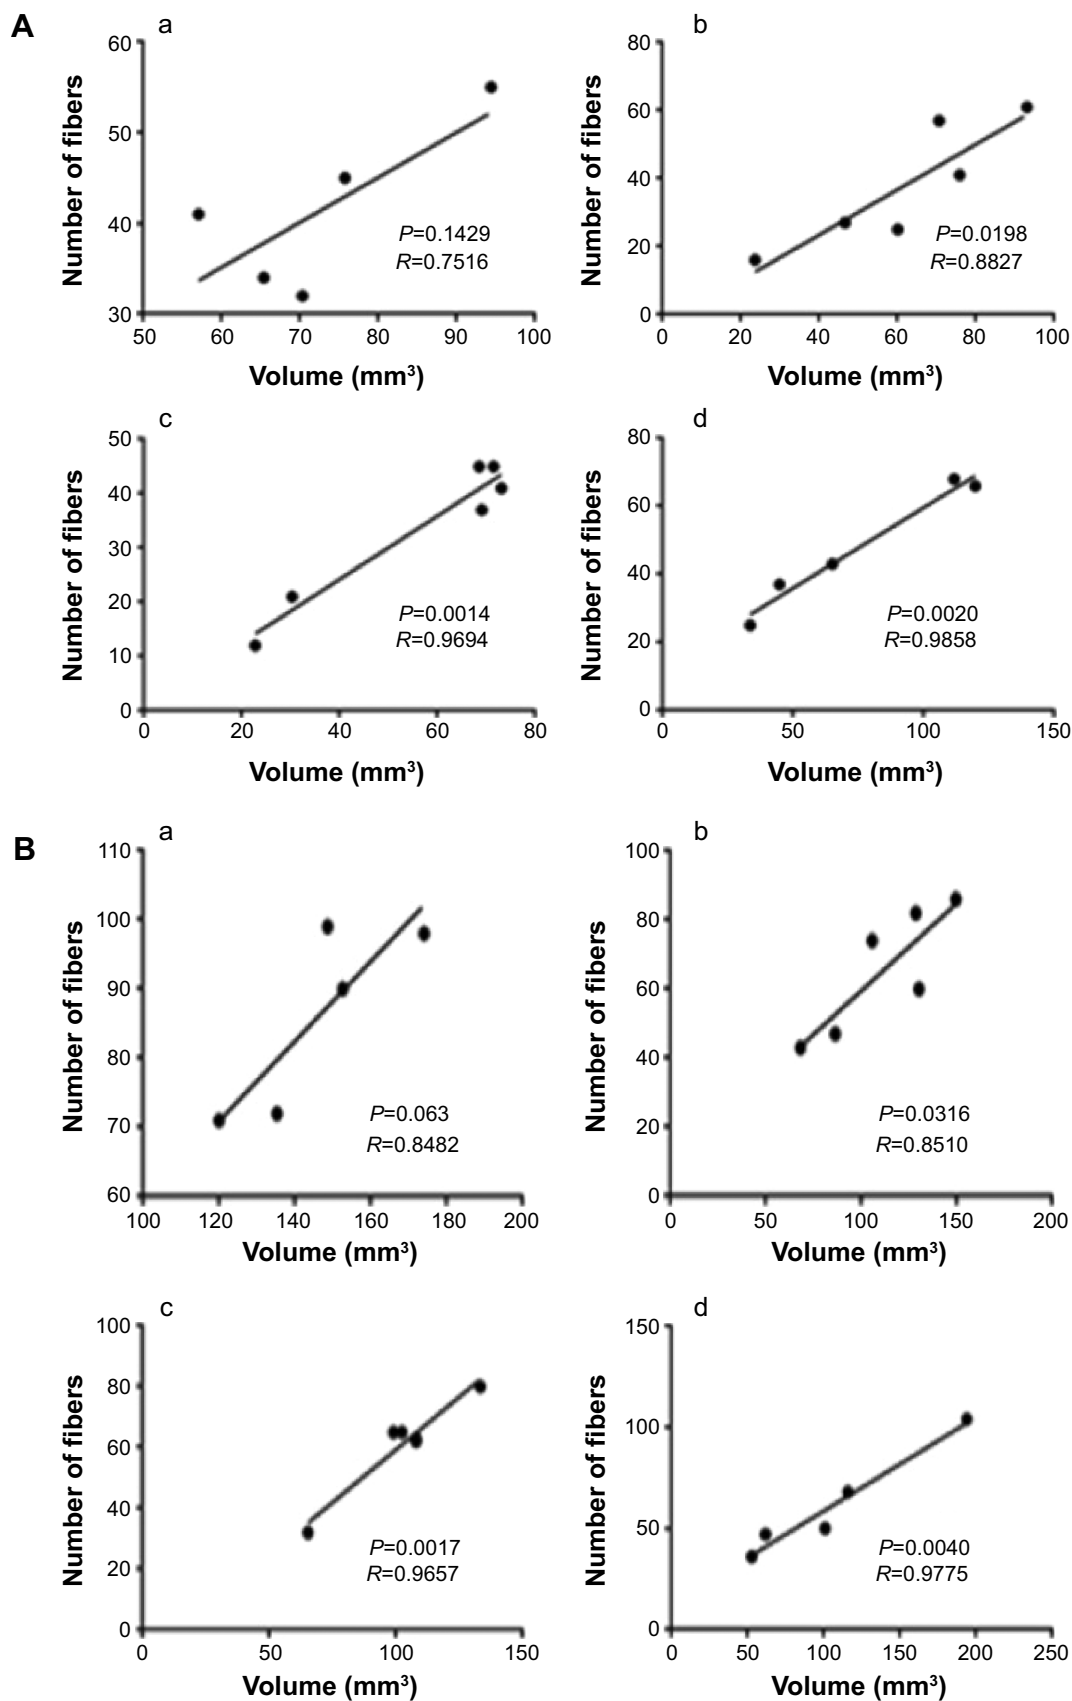 A
a
Number of fibers
60
50
40
30
50 60 70 80 90 100
P=0.1429
R=0.7516
Volume (mm³)
b
Number of fibers
80
60
40
20
0
0 20 40 60 80 100
P=0.0198
R=0.8827
Volume (mm³)
c
Number of fibers
50
40
30
20
10
0
0 20 40 60 80
P=0.0014
R=0.9694
Volume (mm³)
d
Number of fibers
80
60
40
20
0
0 50 100 150
P=0.0020
R=0.9858
Volume (mm³)
B
a
Number of fibers
110
100
90
80
70
60
100 120 140 160 180 200
P=0.063
R=0.8482
Volume (mm³)
b
Number of fibers
100
80
60
40
20
0
0 50 100 150 200
P=0.0316
R=0.8510
Volume (mm³)
c
Number of fibers
100
80
60
40
20
0
0 50 100 150
P=0.0017
R=0.9657
Volume (mm³)
d
Number of fibers
150
100
50
0
0 50 100 150 200 250
P=0.0040
R=0.9775
Volume (mm³)